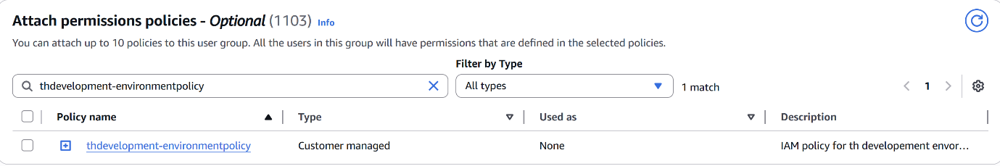 Attach permissions policies - Optional (1103) Info
You can attach up to 10 policies to this user group. All the users in this group will have permissions that are defined in the selected policies.
Filter by Type
thdevelopment-environmentpolicy All types 1 match 1
Policy name Type Used as Description
thdevelopment-environmentpolicy Customer managed None IAM policy for th developement envor...